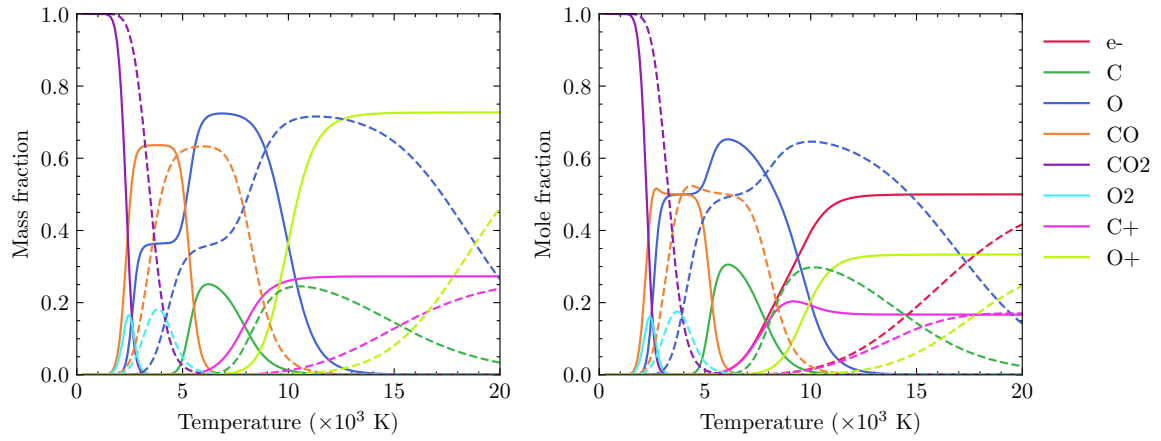 Mass fraction
1.0
0.8
0.6
0.4
0.2
0.0
0
5
10
15
20
Temperature (×10³ K)
Mole fraction
1.0
0.8
0.6
0.4
0.2
0.0
0
5
10
15
20
Temperature (×10³ K)
e-
C
O
CO
CO2
O2
C+
O+